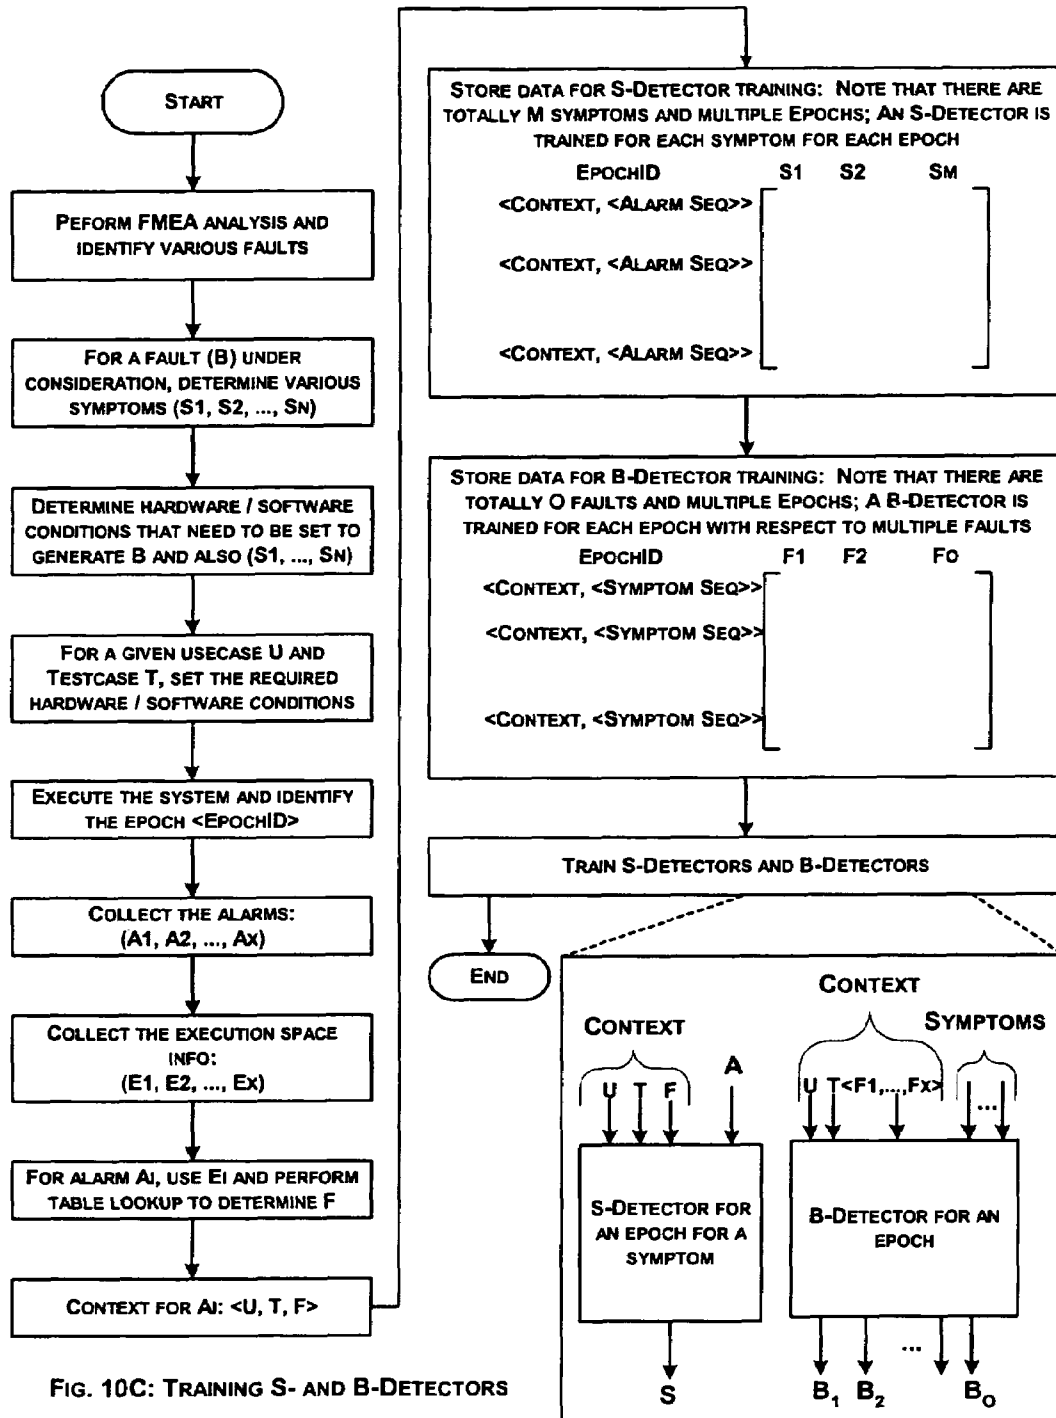 START
PEFORM FMEA ANALYSIS AND
IDENTIFY VARIOUS FAULTS
FOR A FAULT (B) UNDER
CONSIDERATION, DETERMINE VARIOUS
SYMPTOMS (S1, S2, ..., SN)
DETERMINE HARDWARE / SOFTWARE
CONDITIONS THAT NEED TO BE SET TO
GENERATE B AND ALSO (S1, ..., SN)
FOR A GIVEN USECASE U AND
TESTCASE T, SET THE REQUIRED
HARDWARE / SOFTWARE CONDITIONS
EXECUTE THE SYSTEM AND IDENTIFY
THE EPOCH <EPOCHID>
COLLECT THE ALARMS:
(A1, A2, ..., AX)
COLLECT THE EXECUTION SPACE
INFO:
(E1, E2, ..., EX)
FOR ALARM AI, USE EI AND PERFORM
TABLE LOOKUP TO DETERMINE F
CONTEXT FOR AI: <U, T, F>
STORE DATA FOR S-DETECTOR TRAINING: NOTE THAT THERE ARE
TOTALLY M SYMPTOMS AND MULTIPLE EPOCHS; AN S-DETECTOR IS
TRAINED FOR EACH SYMPTOM FOR EACH EPOCH
EPOCHID S1 S2 SM
<CONTEXT, <ALARM SEQ>>
<CONTEXT, <ALARM SEQ>>
<CONTEXT, <ALARM SEQ>>
STORE DATA FOR B-DETECTOR TRAINING: NOTE THAT THERE ARE
TOTALLY O FAULTS AND MULTIPLE EPOCHS; A B-DETECTOR IS
TRAINED FOR EACH EPOCH WITH RESPECT TO MULTIPLE FAULTS
EPOCHID F1 F2 FO
<CONTEXT, <SYMPTOM SEQ>>
<CONTEXT, <SYMPTOM SEQ>>
<CONTEXT, <SYMPTOM SEQ>>
TRAIN S-DETECTORS AND B-DETECTORS
END
CONTEXT
U T F
A
S-DETECTOR FOR
AN EPOCH FOR A
SYMPTOM
S
CONTEXT
SYMPTOMS
U T <F1,...,FX>
...
B-DETECTOR FOR AN
EPOCH
...
B1 B2 BO
FIG. 10C: TRAINING S- AND B-DETECTORS